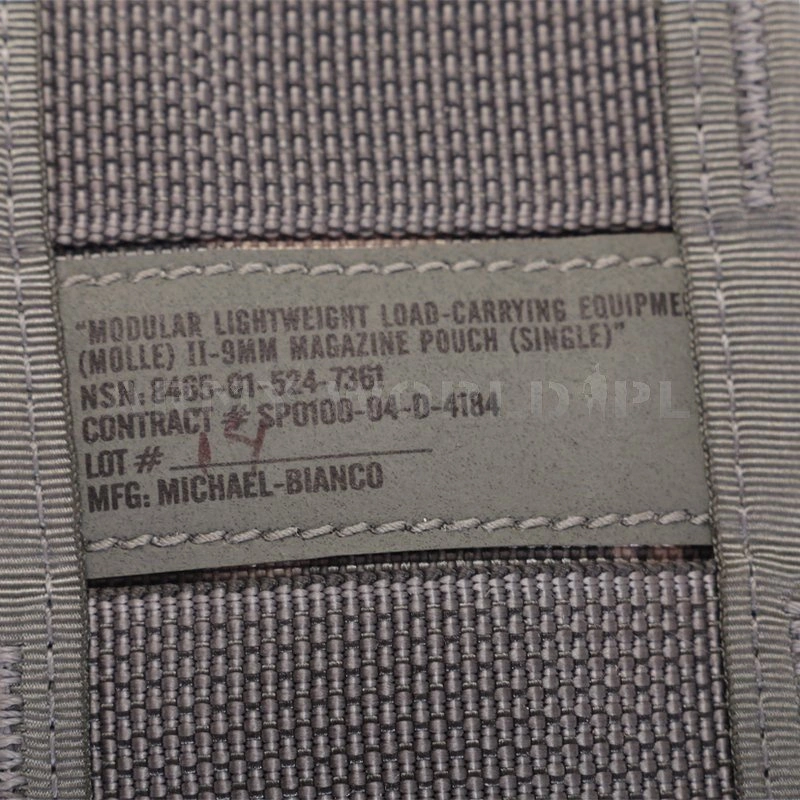 "MODULAR LIGHTWEIGHT LOAD-CARRYING EQUIPME
(MOLLE) II-9MM MAGAZINE POUCH (SINGLE)"
NSN: 8465-01-524-7361
CONTRACT # SP0100-04-D-4184
LOT # 14
MFG: MICHAEL-BIANCO